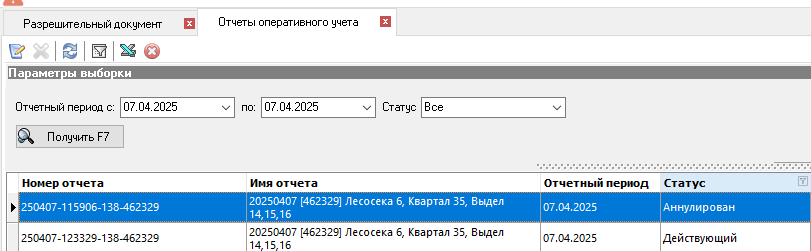 Разрешительный документ
Отчеты оперативного учета
Параметры выборки
Отчетный период с: 07.04.2025 по: 07.04.2025 Статус Все
Получить F7
Номер отчета Имя отчета Отчетный период Статус
250407-115906-138-462329 20250407 [462329] Лесосека 6, Квартал 35, Выдел 07.04.2025 Аннулирован
14,15,16
250407-123329-138-462329 20250407 [462329] Лесосека 6, Квартал 35, Выдел 07.04.2025 Действующий
14,15,16